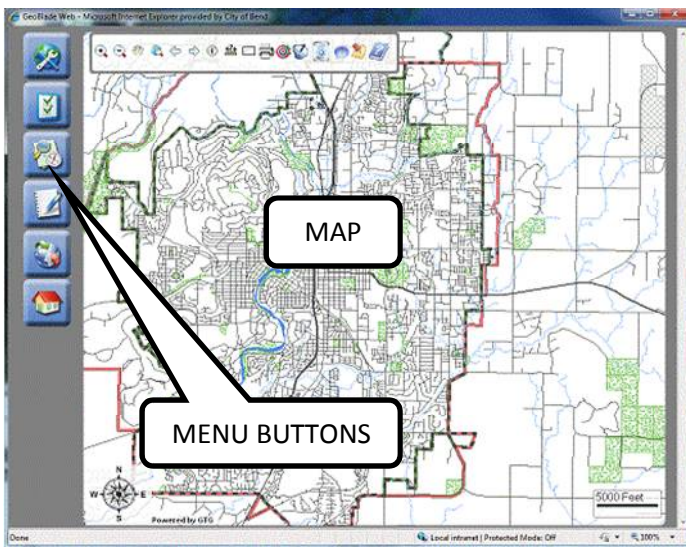 GeoBlade Web - Microsoft Internet Explorer provided by City of Bend
MAP
MENU BUTTONS
N
W E
S
5000 Feet
Powered by GTG
Done
Local intranet | Protected Mode: Off
100%